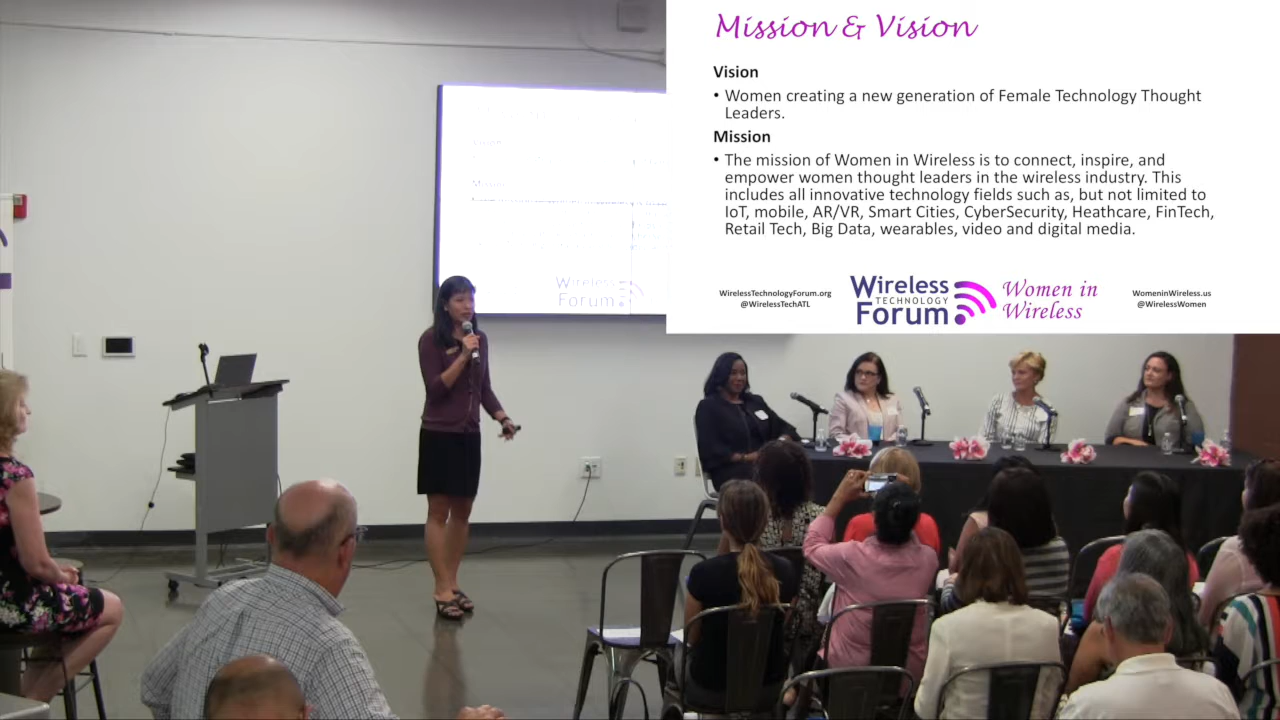 Mission & Vision
Vision
• Women creating a new generation of Female Technology Thought
Leaders.
Mission
• The mission of Women in Wireless is to connect, inspire, and
empower women thought leaders in the wireless industry. This
includes all innovative technology fields such as, but not limited to
IoT, mobile, AR/VR, Smart Cities, CyberSecurity, Heathcare, FinTech,
Retail Tech, Big Data, wearables, video and digital media.
WirelessTechnologyForum.org
@WirelessTechATL
Wireless
TECHNOLOGY
Forum
Women in
Wireless
WomeninWireless.us
@WirelessWomen
Vision
Mission
Wireless
Forum